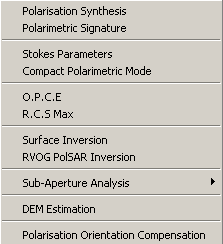 Polarisation Synthesis
Polarimetric Signature
Stokes Parameters
Compact Polarimetric Mode
O.P.C.E
R.C.S Max
Surface Inversion
RVOG PolSAR Inversion
Sub-Aperture Analysis
DEM Estimation
Polarisation Orientation Compensation